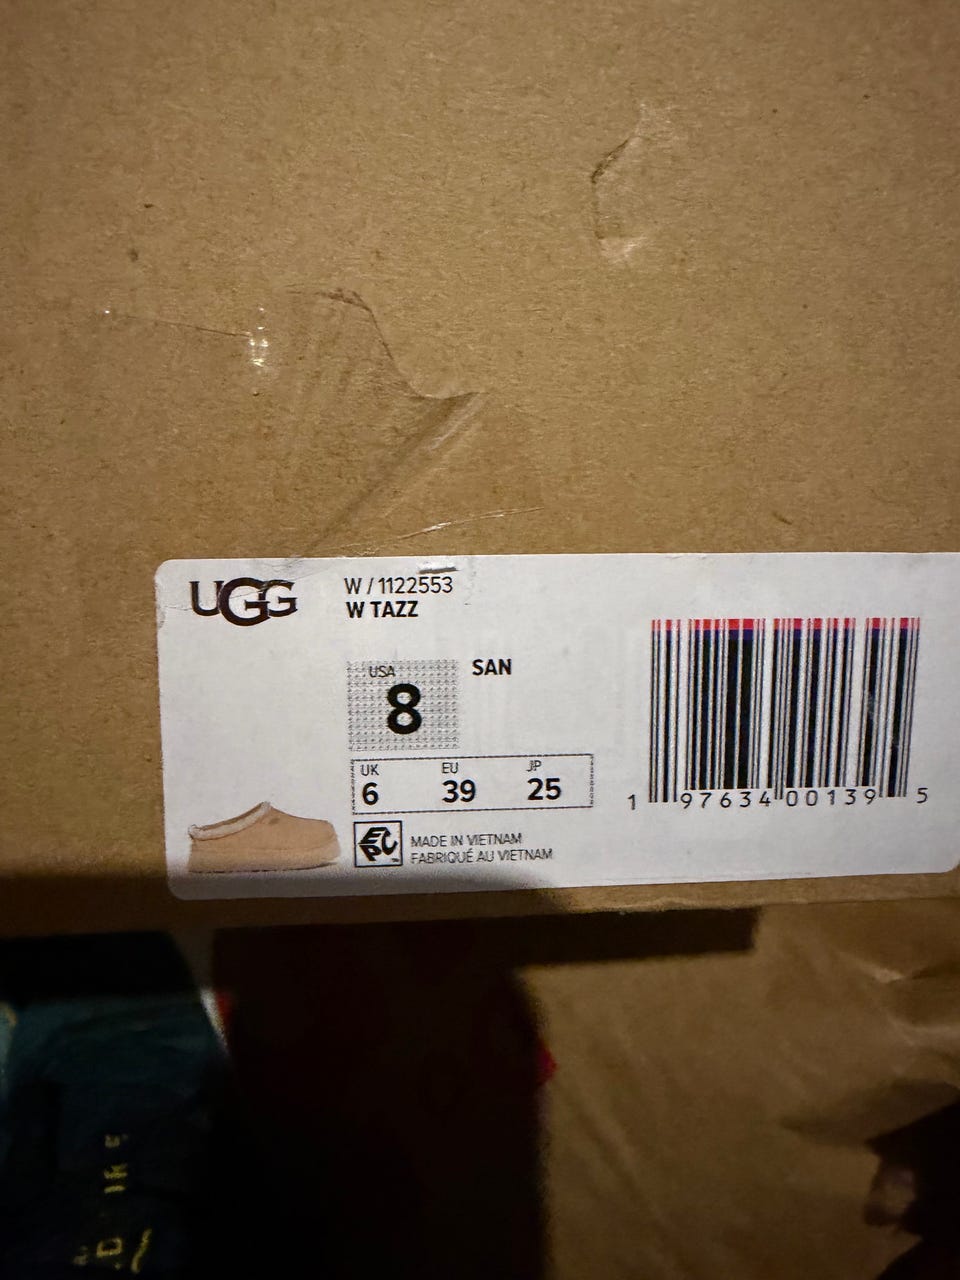 UGG
W / 1122553
W TAZZ
USA
8
SAN
UK EU JP
6 39 25
1 97634 00139 5
EPC
MADE IN VIETNAM
FABRIQUÉ AU VIETNAM